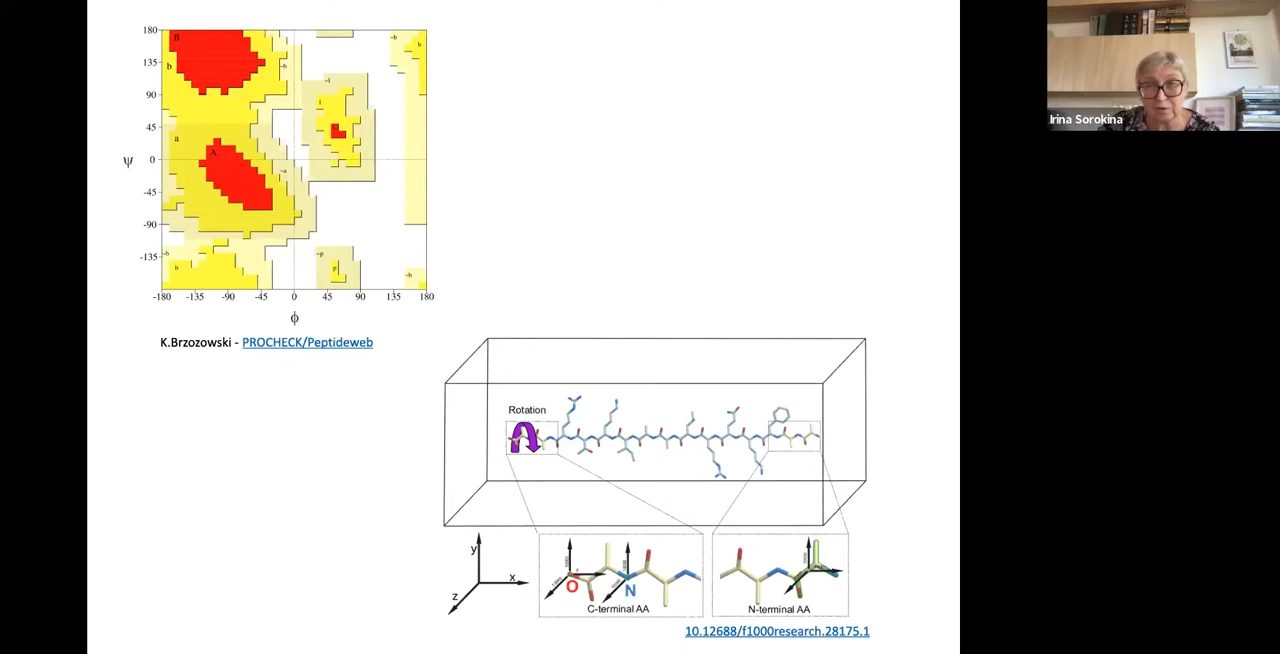 180
B
~b
b
135
b
~b
~l
90
l
45
L
a
A
ψ
0
~a
-45
-90
~b
~p
-135
b
p
~b
-180 -135 -90 -45 0 45 90 135 180
ϕ
K.Brzozowski - PROCHECK/Peptideweb
Irina Sorokina
Rotation
y
x
z
O
N
C-terminal AA
N-terminal AA
10.12688/f1000research.28175.1